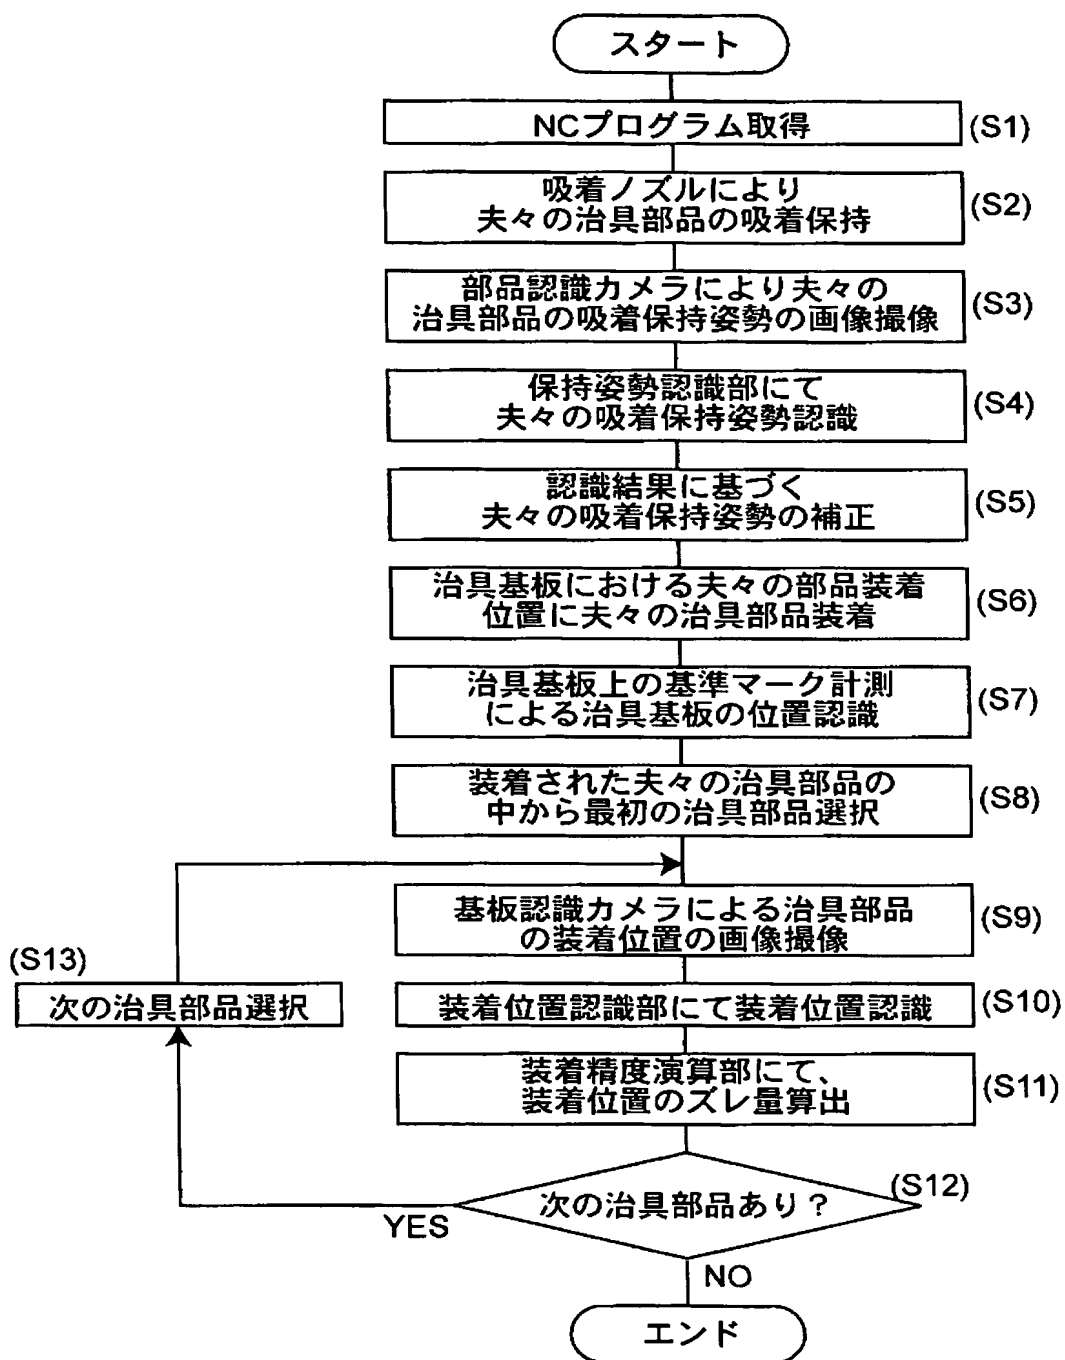 スタート
NCプログラム取得
(S1)
吸着ノズルにより
夫々の治具部品の吸着保持
(S2)
部品認識カメラにより夫々の
治具部品の吸着保持姿勢の画像撮像
(S3)
保持姿勢認識部にて
夫々の吸着保持姿勢認識
(S4)
認識結果に基づく
夫々の吸着保持姿勢の補正
(S5)
治具基板における夫々の部品装着
位置に夫々の治具部品装着
(S6)
治具基板上の基準マーク計測
による治具基板の位置認識
(S7)
装着された夫々の治具部品の
中から最初の治具部品選択
(S8)
基板認識カメラによる治具部品
の装着位置の画像撮像
(S9)
(S13)
次の治具部品選択
装着位置認識部にて装着位置認識
(S10)
装着精度演算部にて、
装着位置のズレ量算出
(S11)
次の治具部品あり？
(S12)
YES
NO
エンド